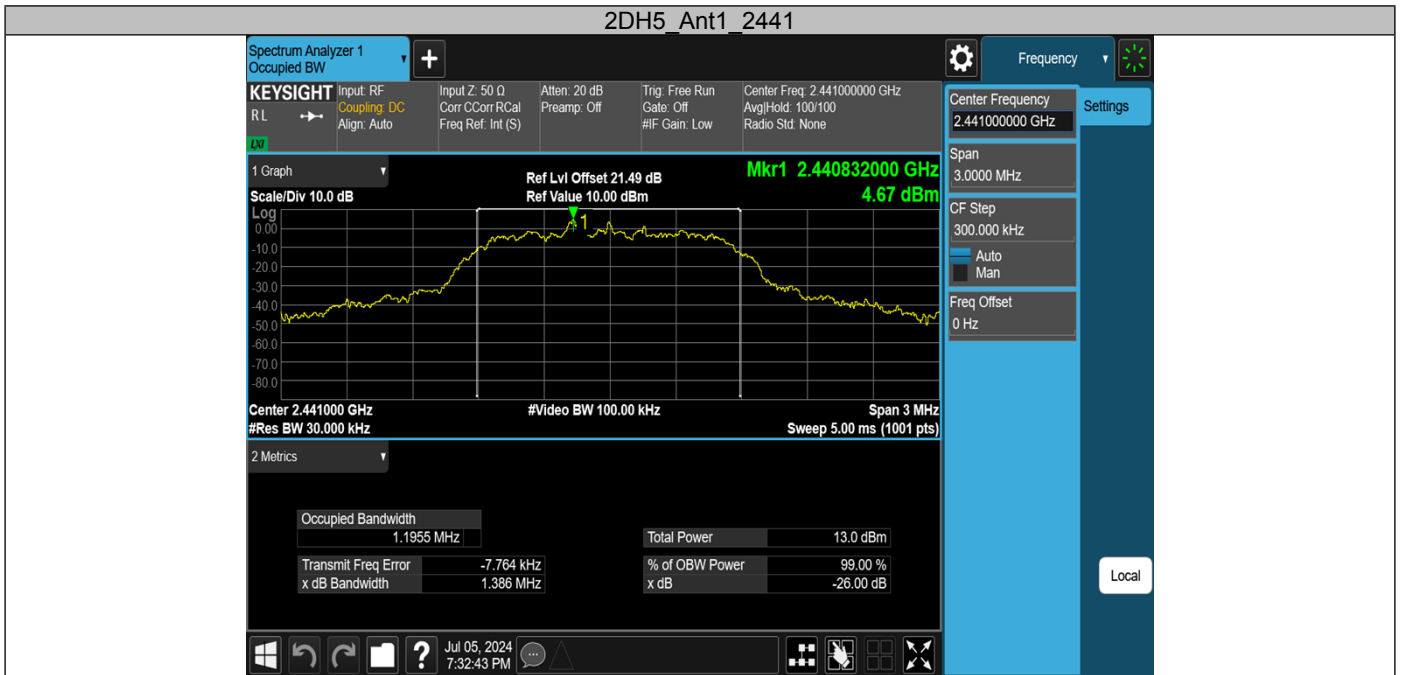 2DH5_Ant1_2441
Spectrum Analyzer 1
Occupied BW
+
Frequency
KEYSIGHT
RL
LXI
Input: RF
Coupling: DC
Align: Auto
Input Z: 50 Ω
Corr CCorr RCal
Freq Ref: Int (S)
Atten: 20 dB
Preamp: Off
Trig: Free Run
Gate: Off
#IF Gain: Low
Center Freq: 2.441000000 GHz
Avg|Hold: 100/100
Radio Std: None
Center Frequency
2.441000000 GHz
Settings
Span
3.0000 MHz
CF Step
300.000 kHz
Auto
Man
Freq Offset
0 Hz
Local
1 Graph
Scale/Div 10.0 dB
Ref Lvl Offset 21.49 dB
Ref Value 10.00 dBm
Mkr1 2.440832000 GHz
4.67 dBm
Log
1
0.00
-10.0
-20.0
-30.0
-40.0
-50.0
-60.0
-70.0
-80.0
Center 2.441000 GHz
#Video BW 100.00 kHz
Span 3 MHz
#Res BW 30.000 kHz
Sweep 5.00 ms (1001 pts)
2 Metrics
Occupied Bandwidth
1.1955 MHz
Total Power 13.0 dBm
Transmit Freq Error -7.764 kHz
% of OBW Power 99.00 %
x dB Bandwidth 1.386 MHz
x dB -26.00 dB
?
Jul 05, 2024
7:32:43 PM